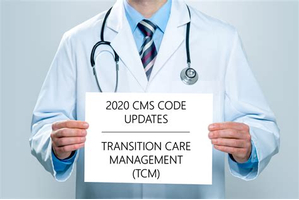 2020 CMS CODE
UPDATES
TRANSITION CARE
MANAGEMENT
(TCM)